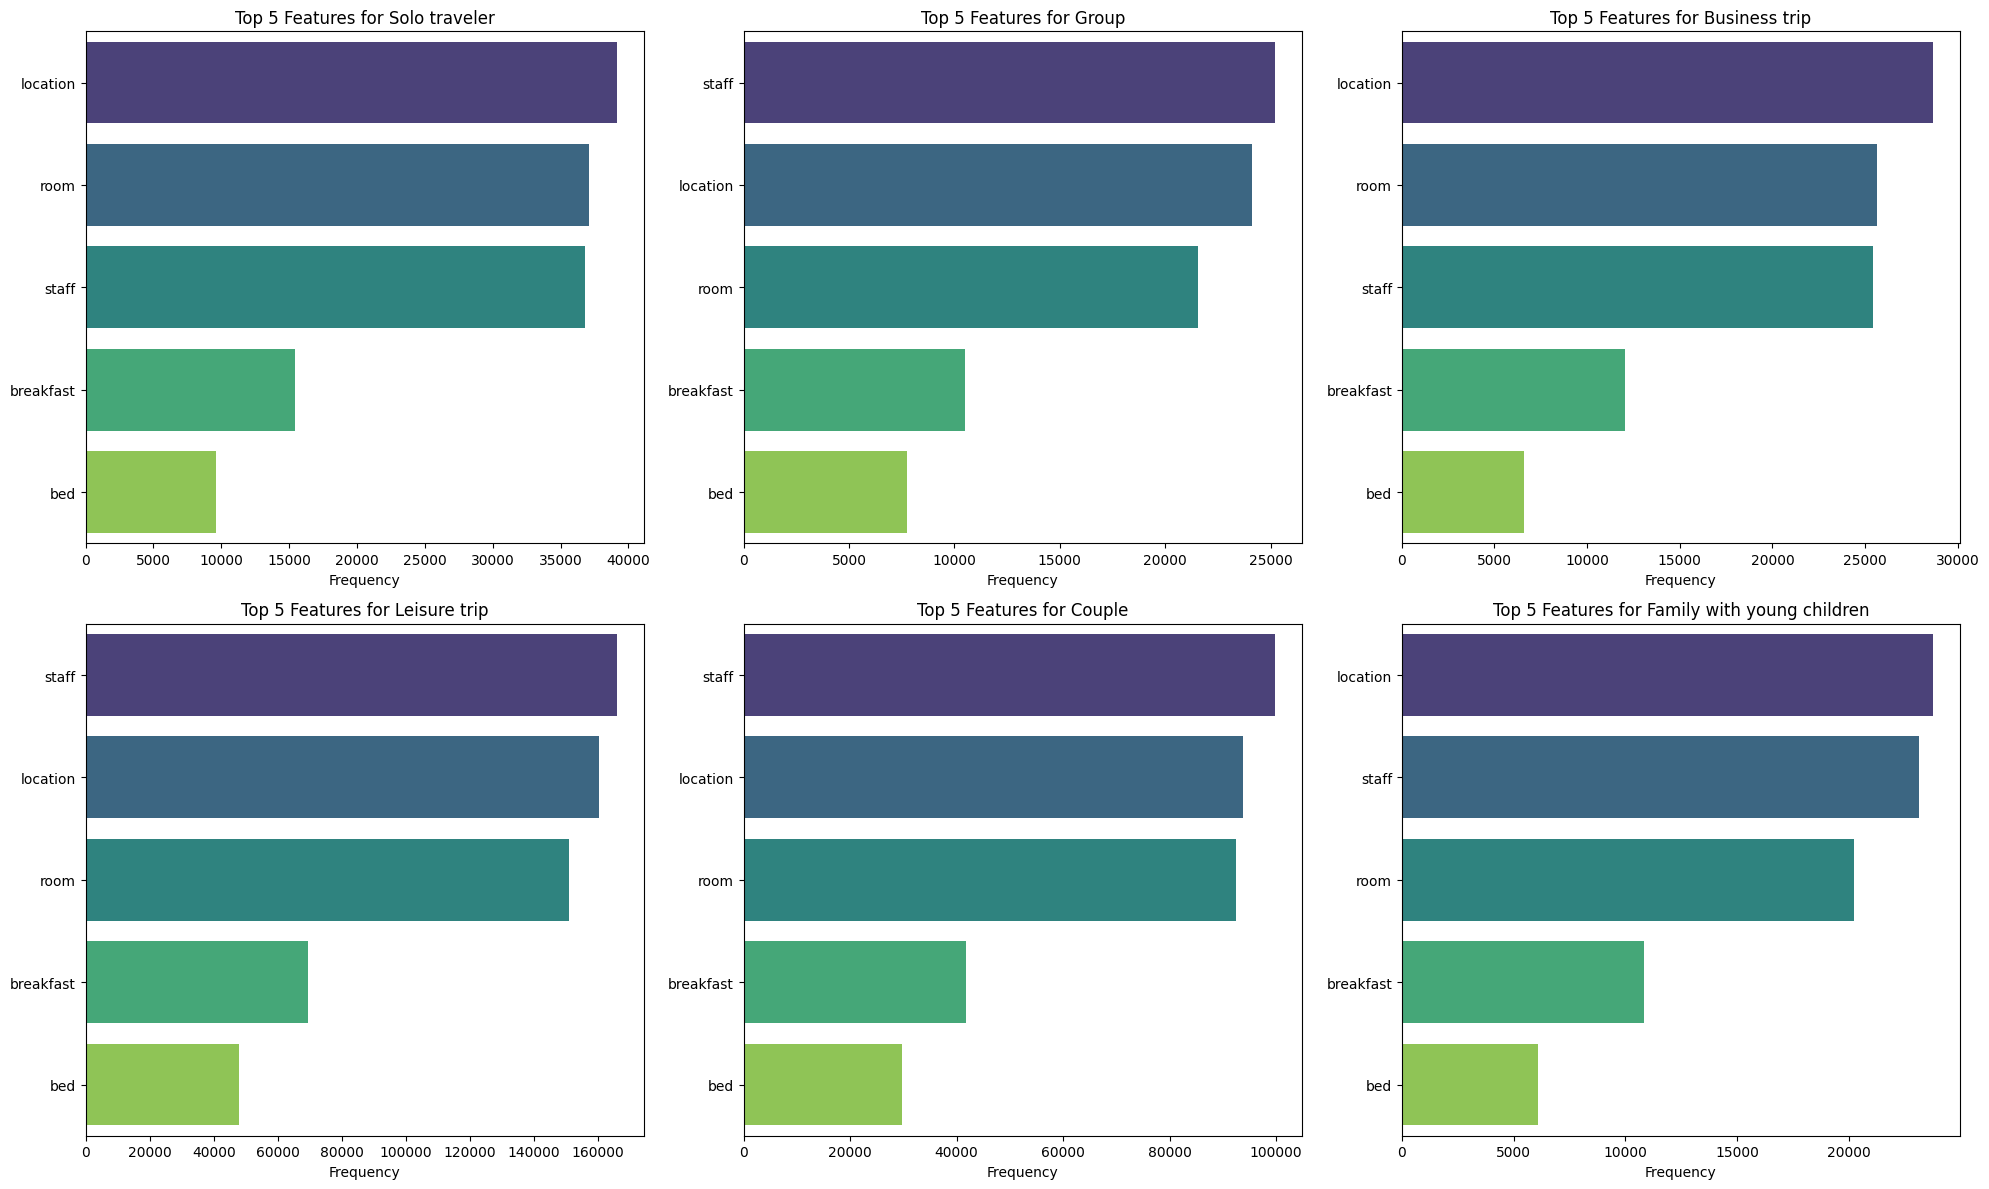 Top 5 Features for Solo traveler
location
room
staff
breakfast
bed
0 5000 10000 15000 20000 25000 30000 35000 40000
Frequency
Top 5 Features for Group
staff
location
room
breakfast
bed
0 5000 10000 15000 20000 25000
Frequency
Top 5 Features for Business trip
location
room
staff
breakfast
bed
0 5000 10000 15000 20000 25000 30000
Frequency
Top 5 Features for Leisure trip
staff
location
room
breakfast
bed
0 20000 40000 60000 80000 100000 120000 140000 160000
Frequency
Top 5 Features for Couple
staff
location
room
breakfast
bed
0 20000 40000 60000 80000 100000
Frequency
Top 5 Features for Family with young children
location
staff
room
breakfast
bed
0 5000 10000 15000 20000
Frequency